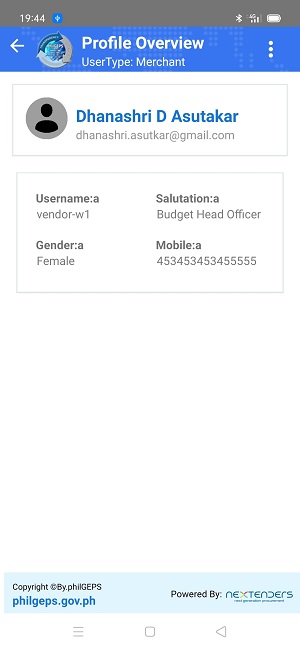 19:44
Profile Overview
UserType: Merchant
Dhanashri D Asutakar
dhanashri.asutkar@gmail.com
Username:a Salutation:a
vendor-w1 Budget Head Officer
Gender:a Mobile:a
Female 453453453455555
Copyright ©By.philGEPS
philgeps.gov.ph
Powered By: NEXTENDERS
next generation procurement